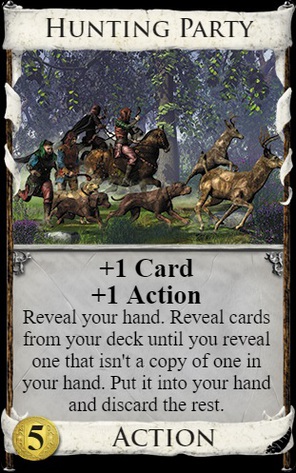 HUNTING PARTY
+1 Card
+1 Action
Reveal your hand. Reveal cards
from your deck until you reveal
one that isn't a copy of one in
your hand. Put it into your hand
and discard the rest.
5
ACTION